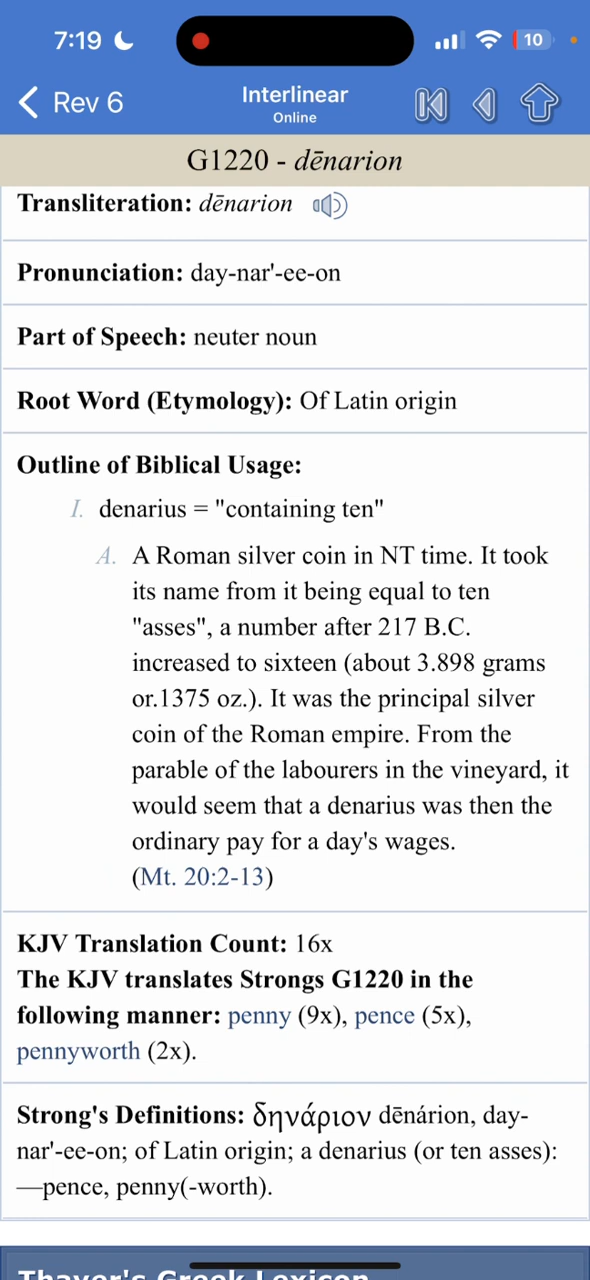 7:19
10
Rev 6
Interlinear
Online
G1220 - dēnarion
Transliteration: dēnarion
Pronunciation: day-nar'-ee-on
Part of Speech: neuter noun
Root Word (Etymology): Of Latin origin
Outline of Biblical Usage:
I. denarius = "containing ten"
A. A Roman silver coin in NT time. It took
its name from it being equal to ten
"asses", a number after 217 B.C.
increased to sixteen (about 3.898 grams
or.1375 oz.). It was the principal silver
coin of the Roman empire. From the
parable of the labourers in the vineyard, it
would seem that a denarius was then the
ordinary pay for a day's wages.
(Mt. 20:2-13)
KJV Translation Count: 16x
The KJV translates Strongs G1220 in the
following manner: penny (9x), pence (5x),
pennyworth (2x).
Strong's Definitions: δηνάριον dēnárion, day-
nar'-ee-on; of Latin origin; a denarius (or ten asses):
—pence, penny(-worth).
Thayer's Greek Lexicon